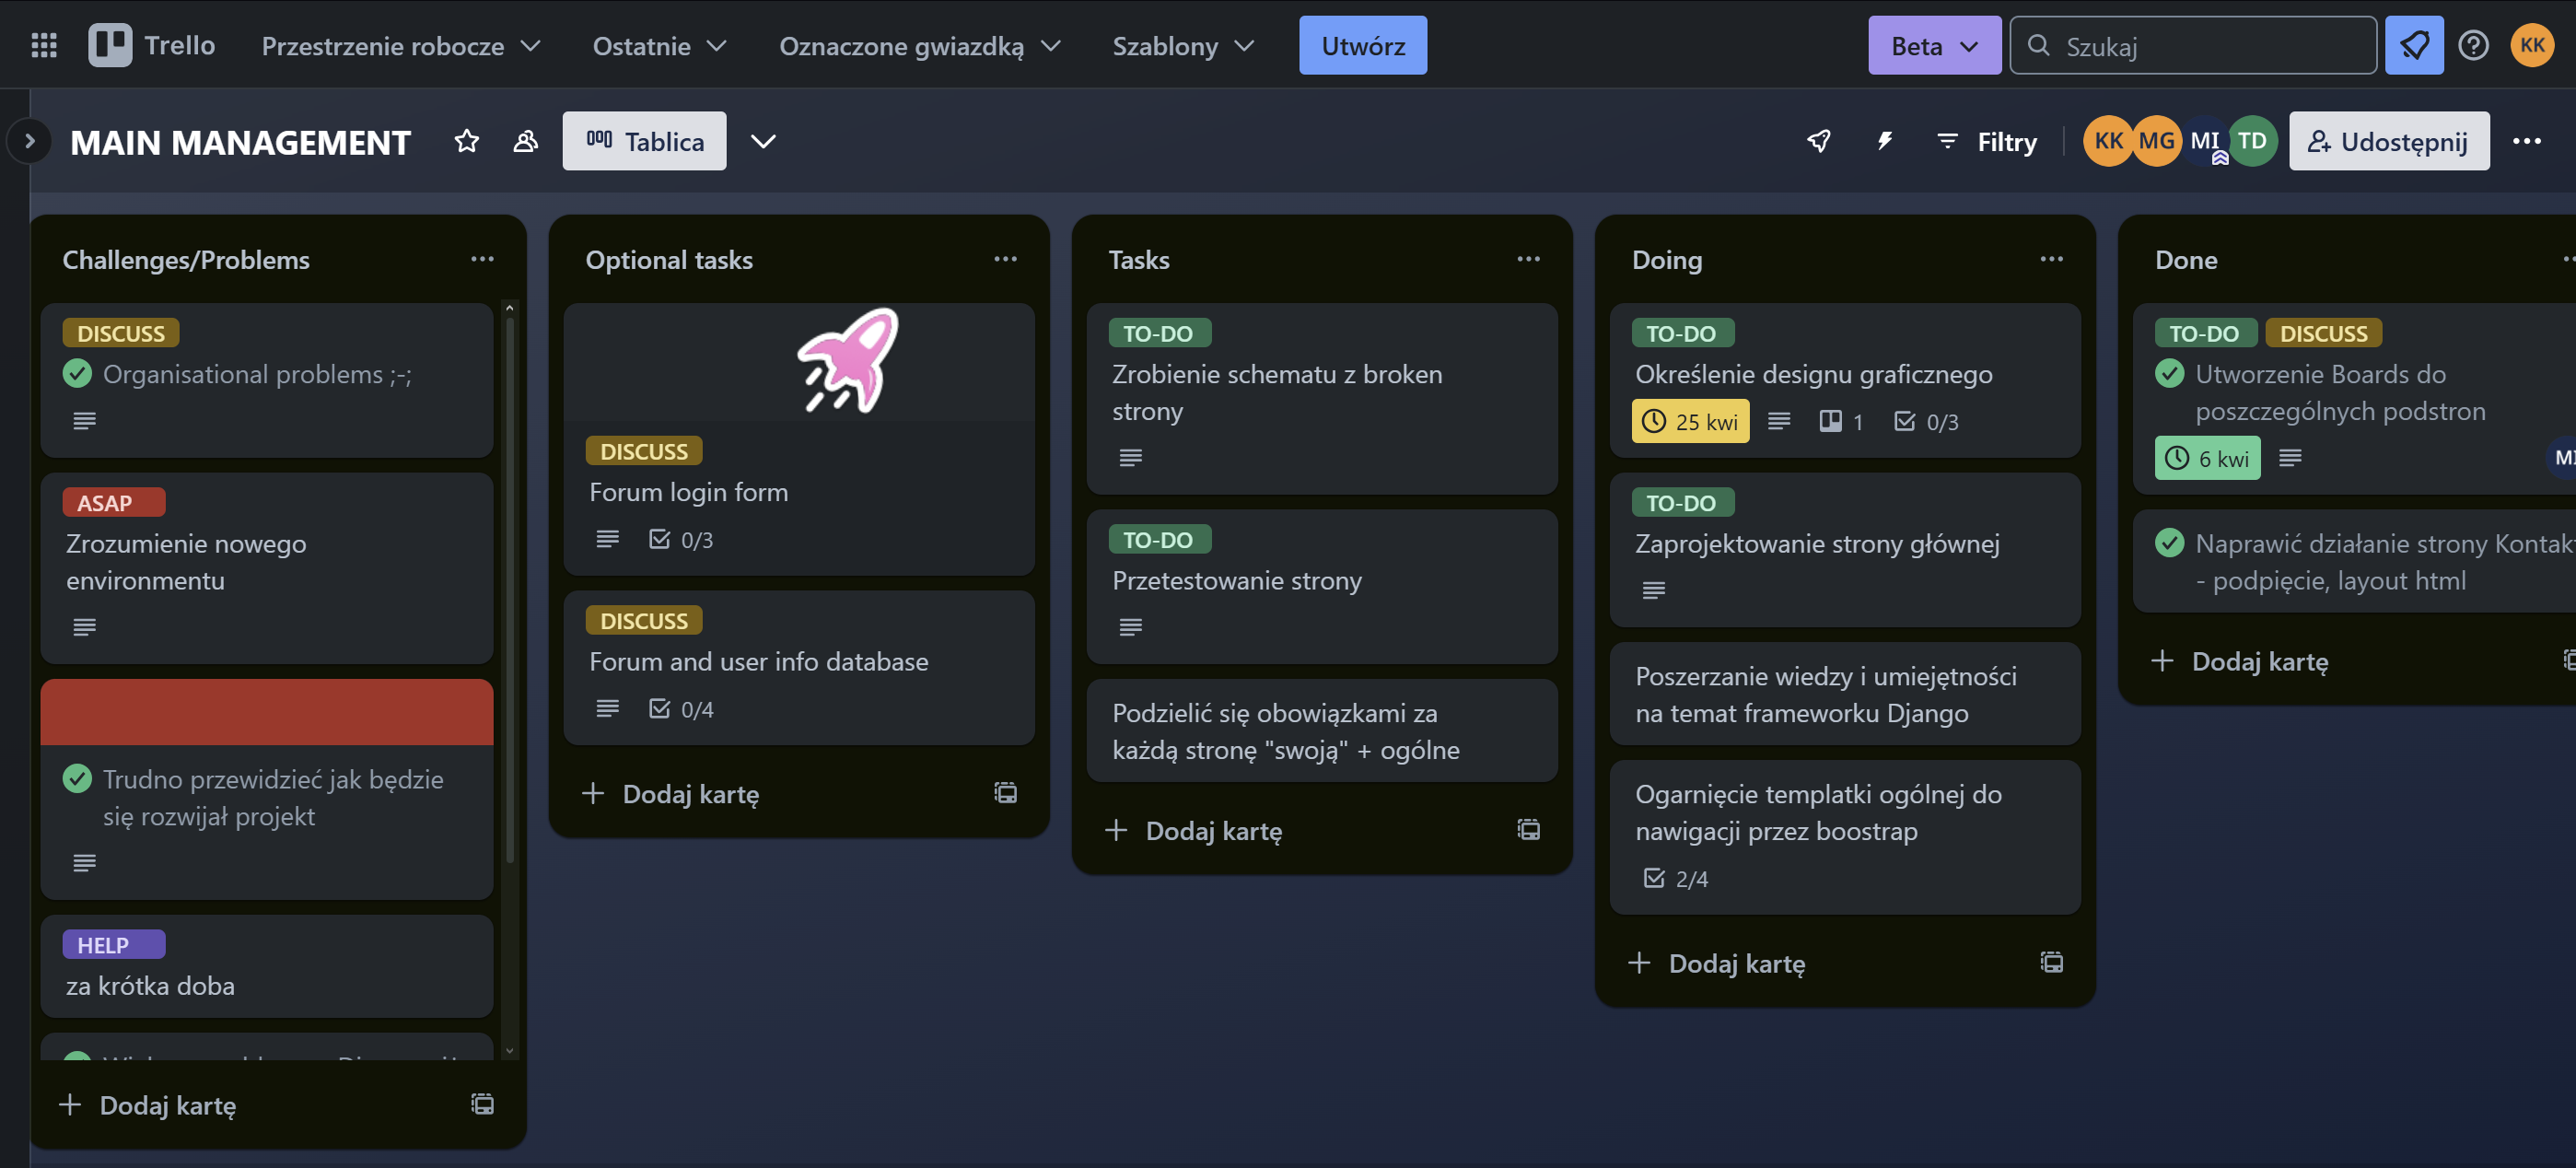 Trello
Przestrzenie robocze
Ostatnie
Oznaczone gwiazdką
Szablony
Utwórz
Beta
Szukaj
KK
MAIN MANAGEMENT
Tablica
Filtry
KK MG MI TD
Udostępnij
Challenges/Problems
DISCUSS
Organisational problems ;-;
ASAP
Zrozumienie nowego
environmentu
Trudno przewidzieć jak będzie
się rozwijał projekt
HELP
za krótka doba
Dodaj kartę
Optional tasks
DISCUSS
Forum login form
0/3
DISCUSS
Forum and user info database
0/4
Dodaj kartę
Tasks
TO-DO
Zrobienie schematu z broken
strony
TO-DO
Przetestowanie strony
Podzielić się obowiązkami za
każdą stronę "swoją" + ogólne
Dodaj kartę
Doing
TO-DO
Określenie designu graficznego
25 kwi 1 0/3
TO-DO
Zaprojektowanie strony głównej
Poszerzanie wiedzy i umiejętności
na temat frameworku Django
Ogarnięcie templatki ogólnej do
nawigacji przez boostrap
2/4
Dodaj kartę
Done
TO-DO DISCUSS
Utworzenie Boards do
poszczególnych podstron
6 kwi
Naprawić działanie strony Kontakt
- podpięcie, layout html
Dodaj kartę